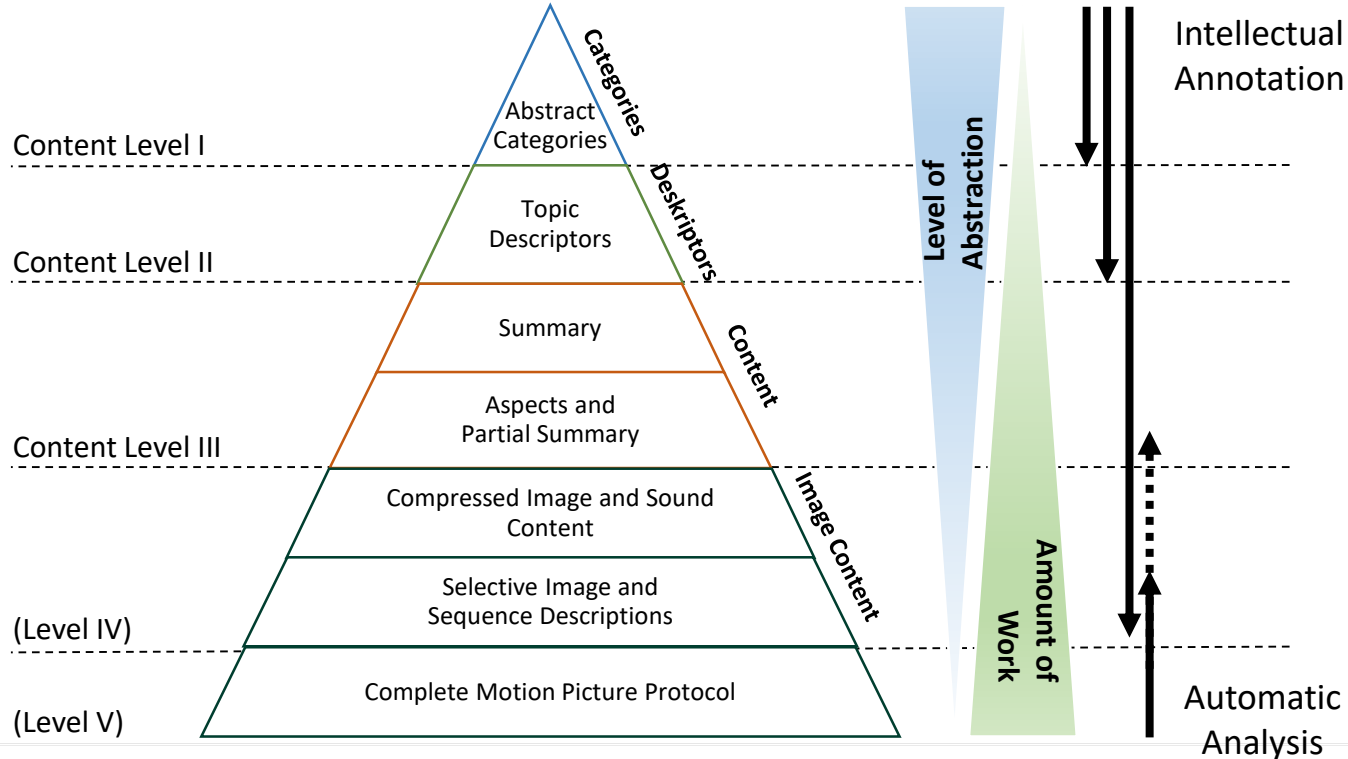 Intellectual
Annotation
Categories
Abstract
Categories
Content Level I
Deskriptors
Level of
Abstraction
Topic
Descriptors
Content Level II
Summary
Content
Aspects and
Partial Summary
Content Level III
Image Content
Compressed Image and Sound
Content
Amount of
Work
Selective Image and
Sequence Descriptions
(Level IV)
Complete Motion Picture Protocol
(Level V)
Automatic
Analysis